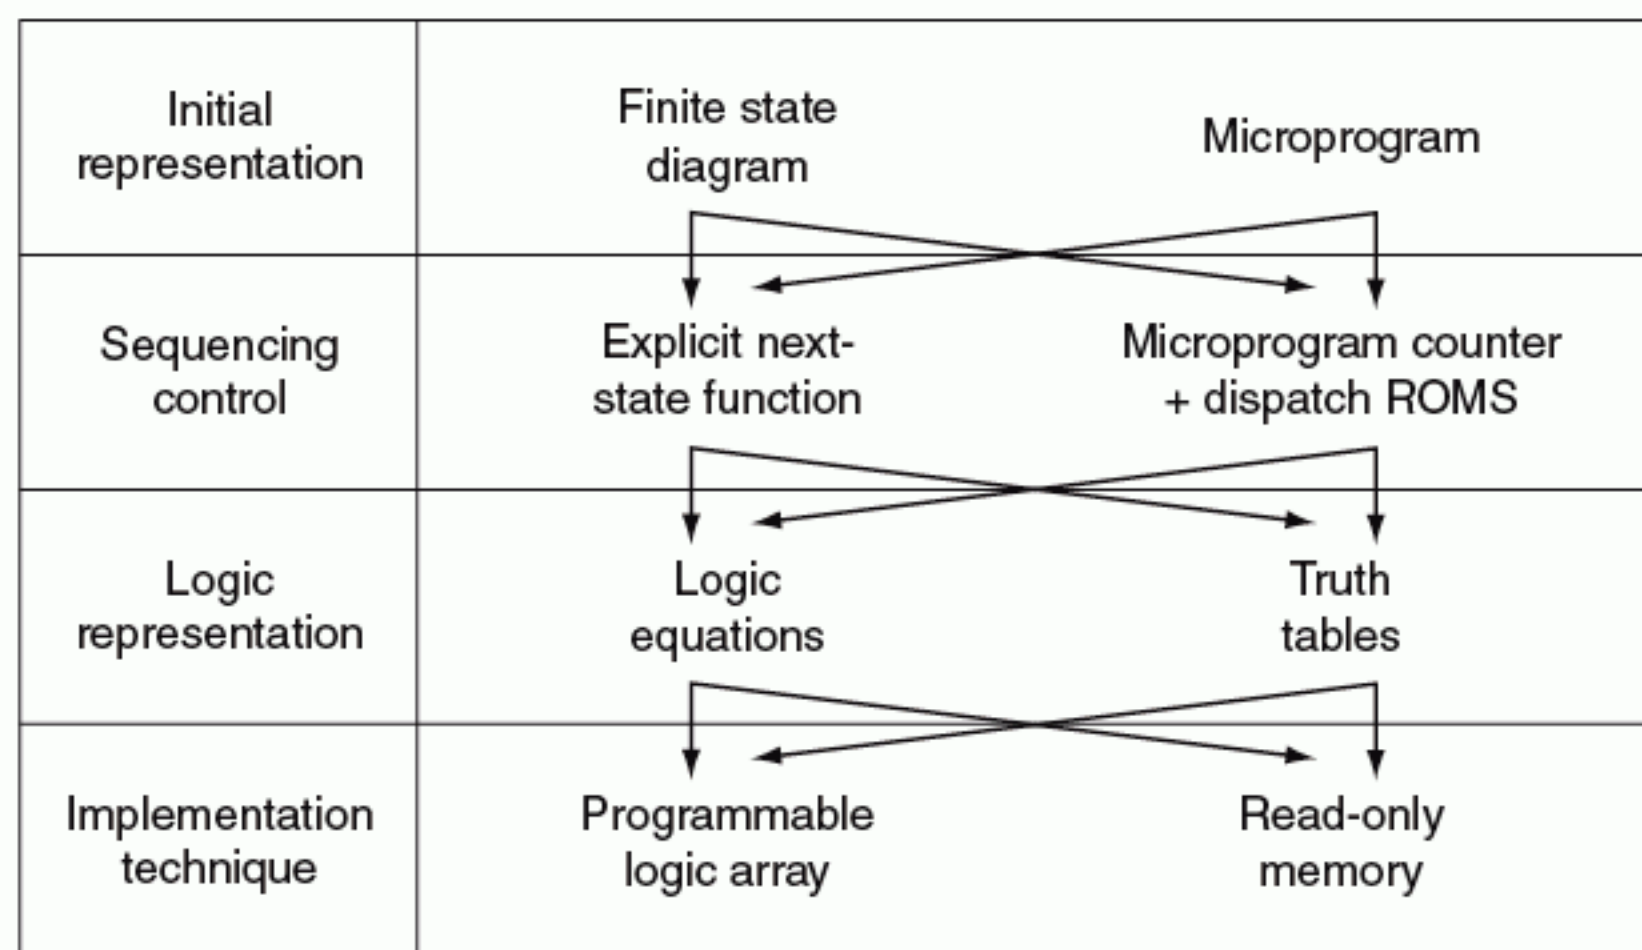 Initial
representation
Finite state
diagram
Microprogram
Sequencing
control
Explicit next-
state function
Microprogram counter
+ dispatch ROMS
Logic
representation
Logic
equations
Truth
tables
Implementation
technique
Programmable
logic array
Read-only
memory